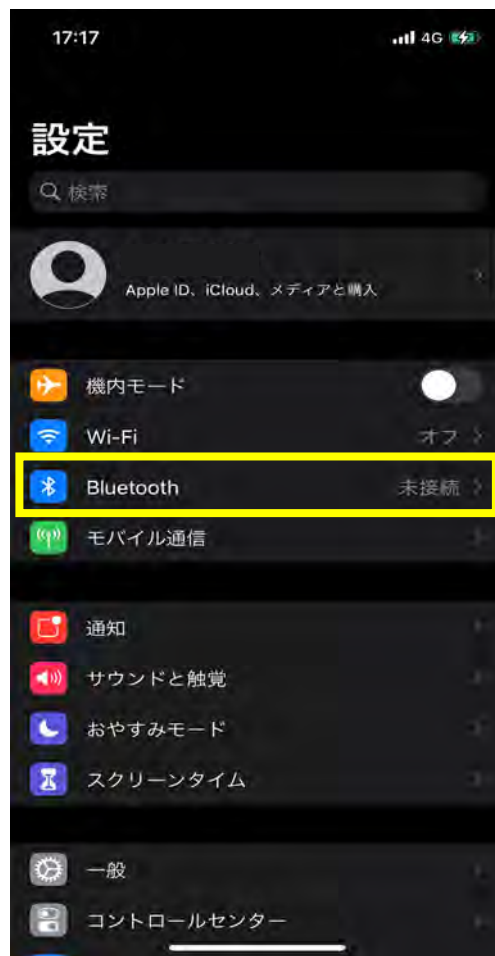 17:17 4G
設定
検索
Apple ID、iCloud、メディアと購入
機内モード
Wi-Fi オフ
Bluetooth 未接続
モバイル通信
通知
サウンドと触覚
おやすみモード
スクリーンタイム
一般
コントロールセンター